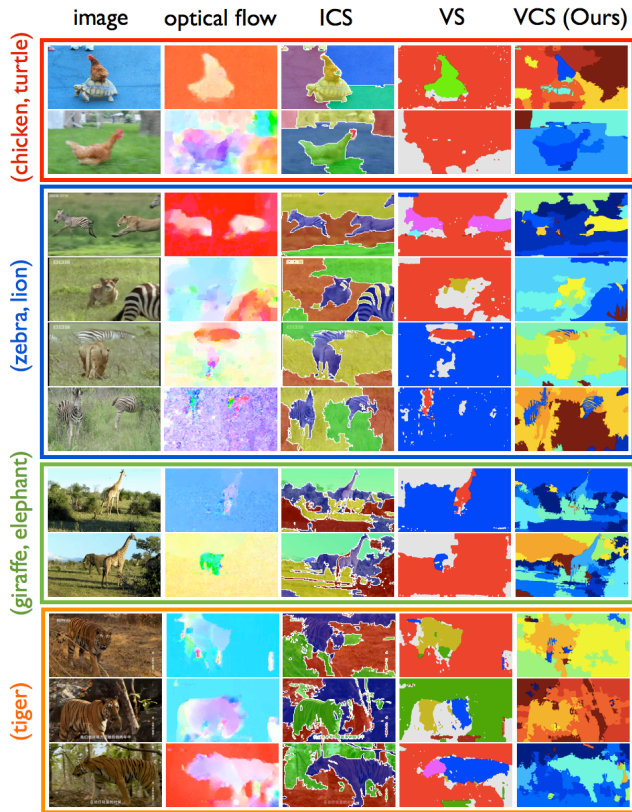 image optical flow ICS VS VCS (Ours)
(chicken, turtle)
(zebra, lion)
(giraffe, elephant)
(tiger)